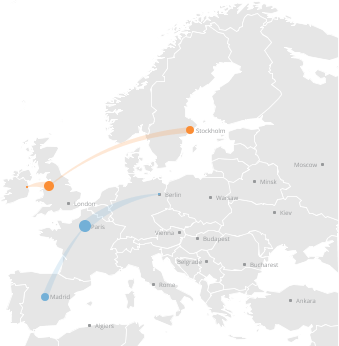 Stockholm
Moscow
Minsk
Berlin
Warsaw
London
Kiev
Paris
Vienna
Budapest
Belgrade
Bucharest
Rome
Madrid
Ankara
Algiers